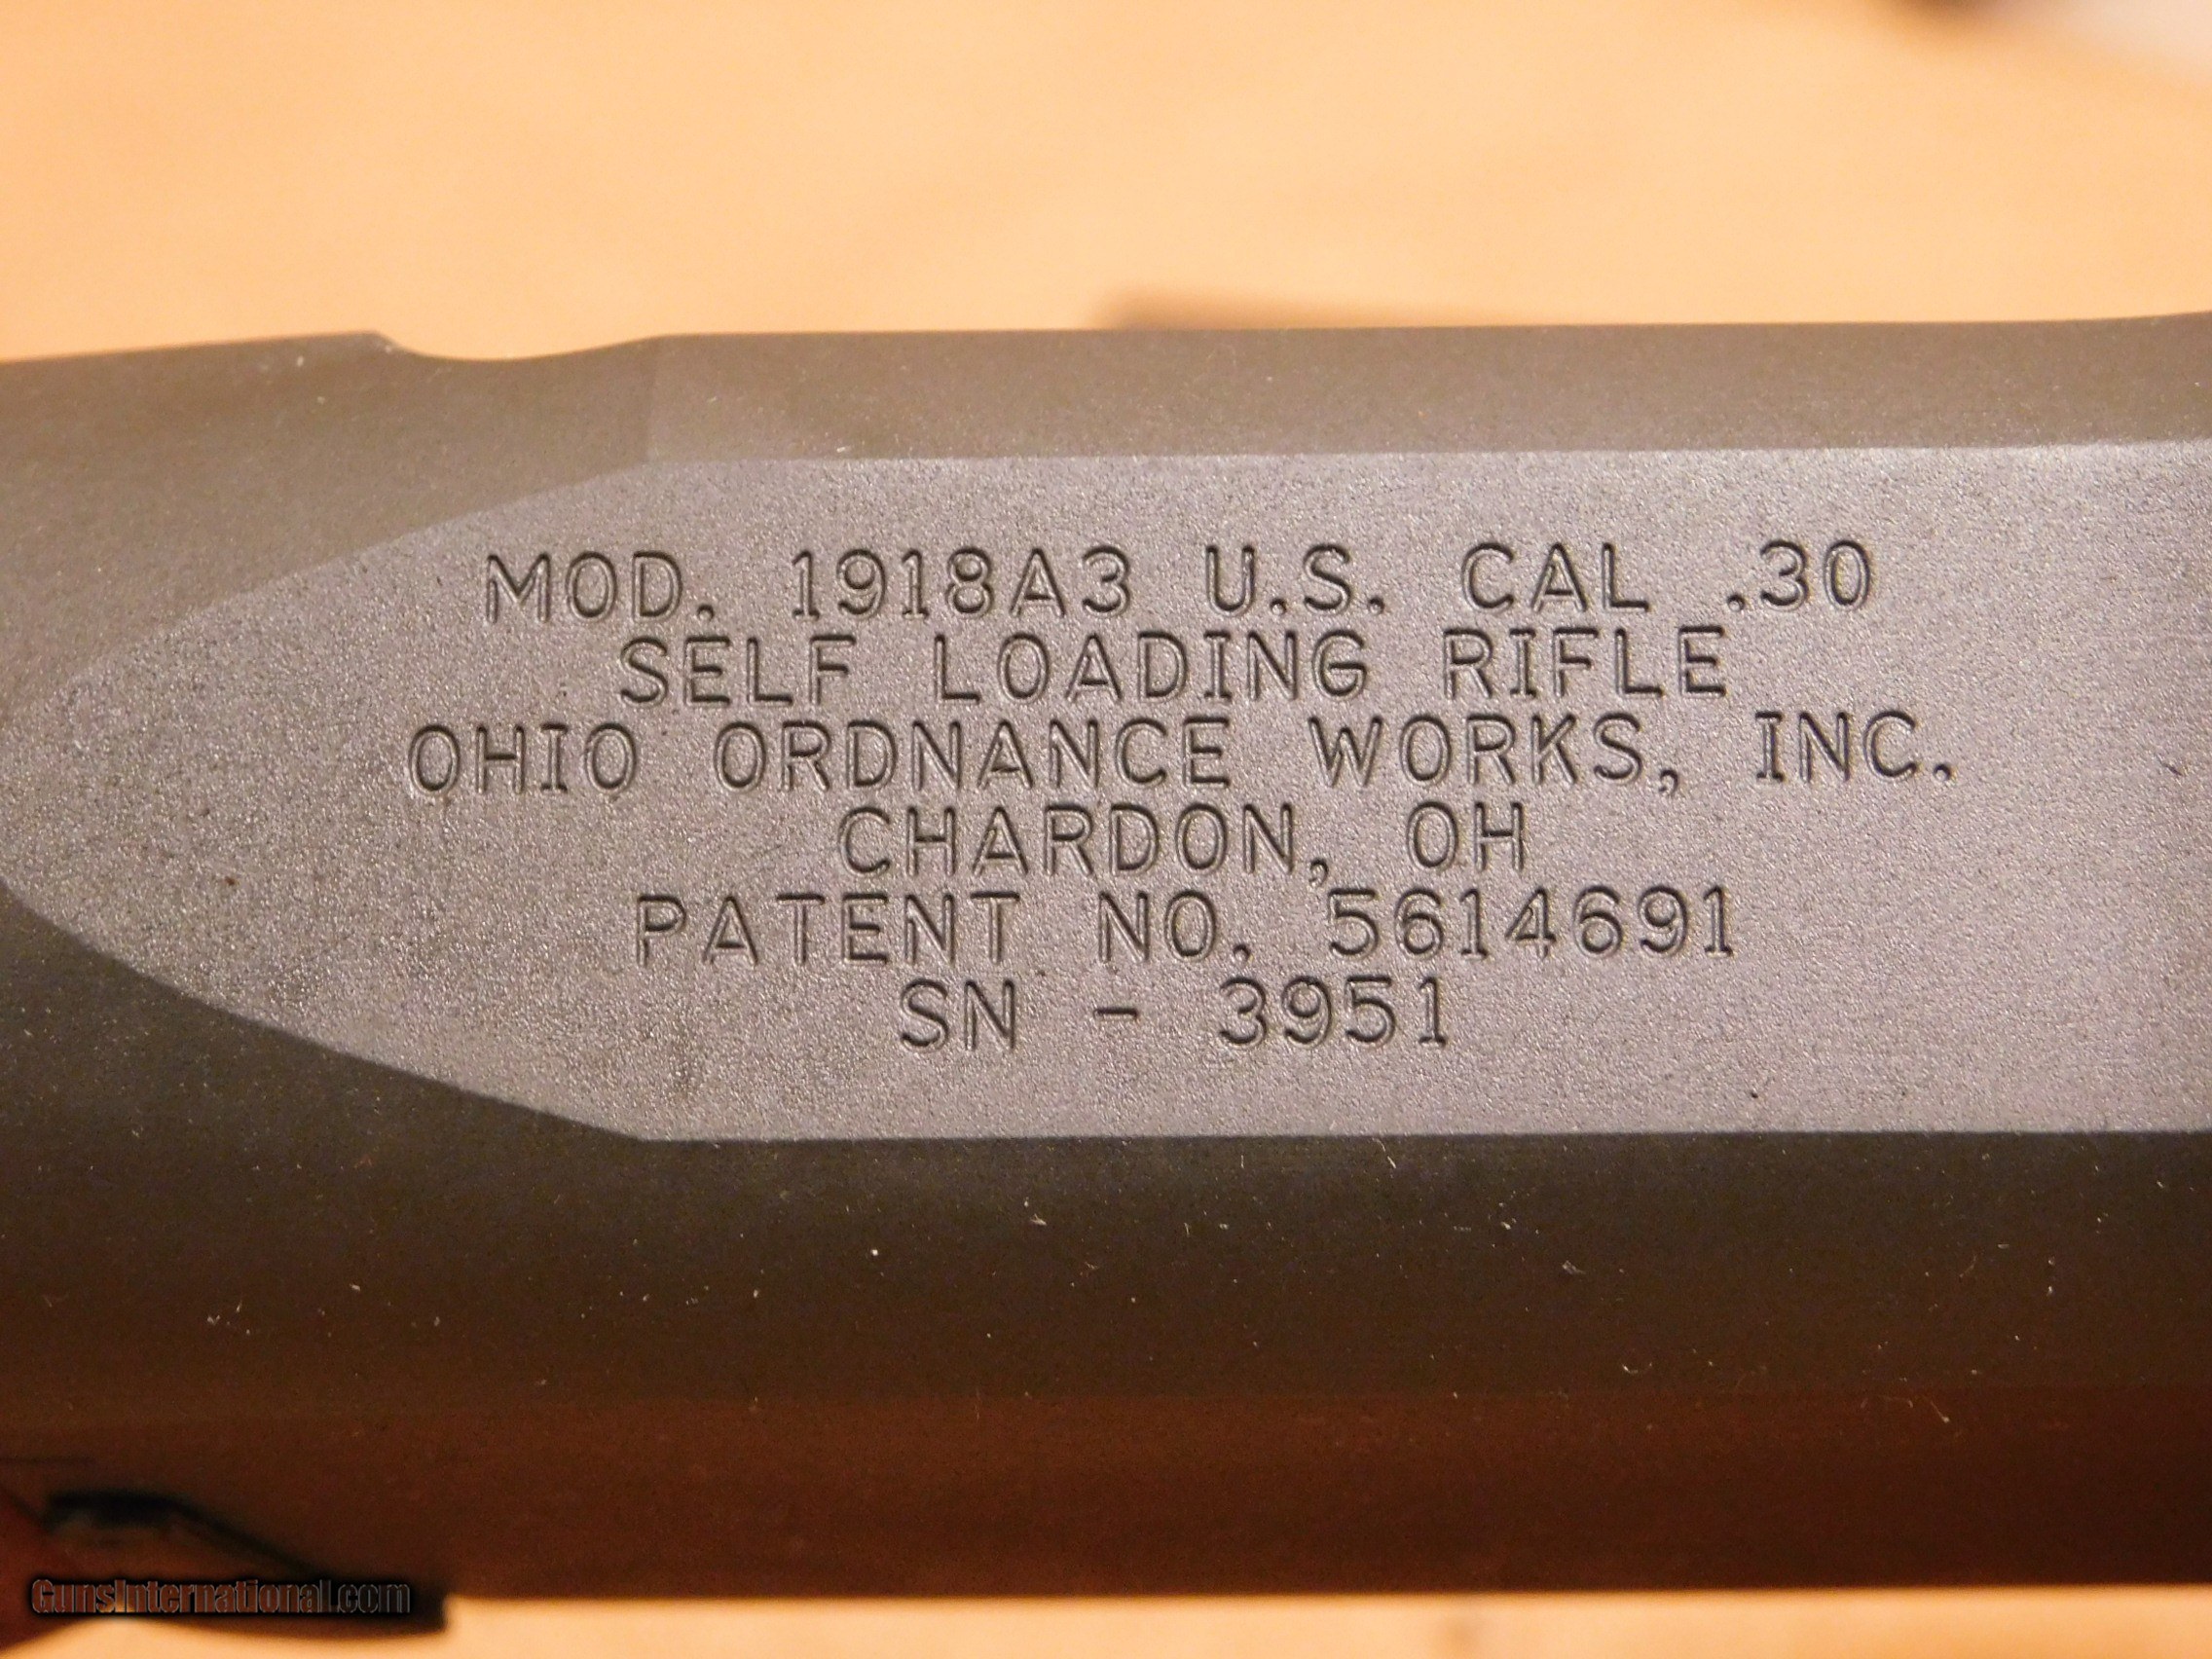 MOD. 1918A3 U.S. CAL .30
SELF LOADING RIFLE
OHIO ORDNANCE WORKS, INC.
CHARDON, OH
PATENT NO. 5614691
SN - 3951
GunsInternational.com